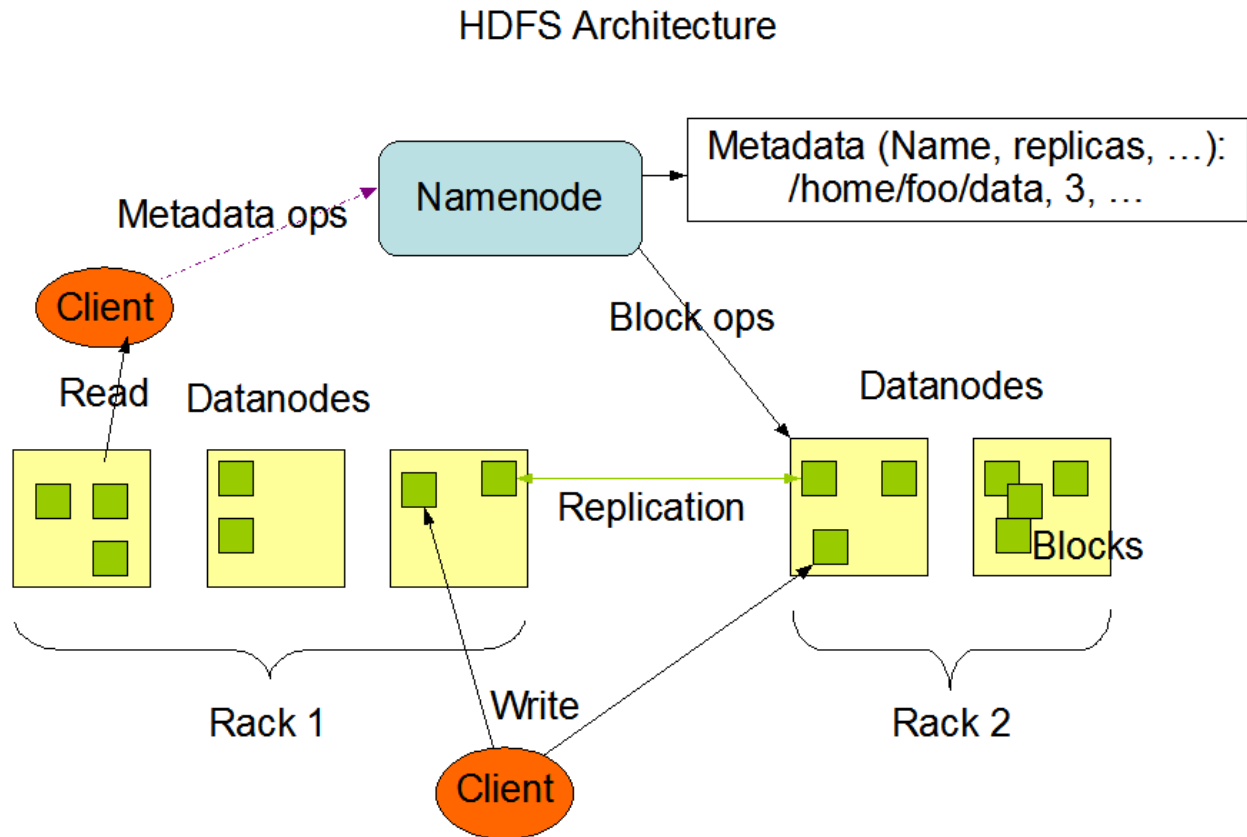 HDFS Architecture
Metadata (Name, replicas, …):
/home/foo/data, 3, …
Namenode
Metadata ops
Client
Block ops
Read
Datanodes
Datanodes
Replication
Blocks
Rack 1
Write
Rack 2
Client